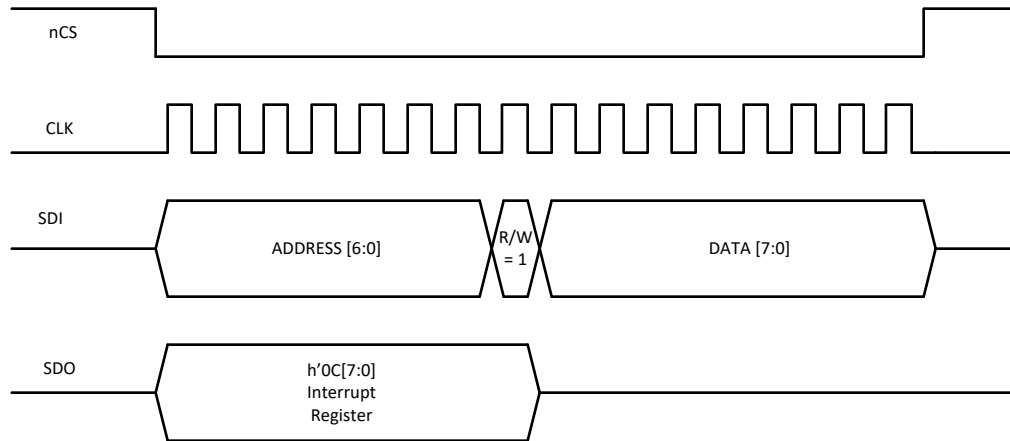 nCS
CLK
SDI
ADDRESS [6:0]
R/W
= 1
DATA [7:0]
SDO
h’0C[7:0]
Interrupt
Register